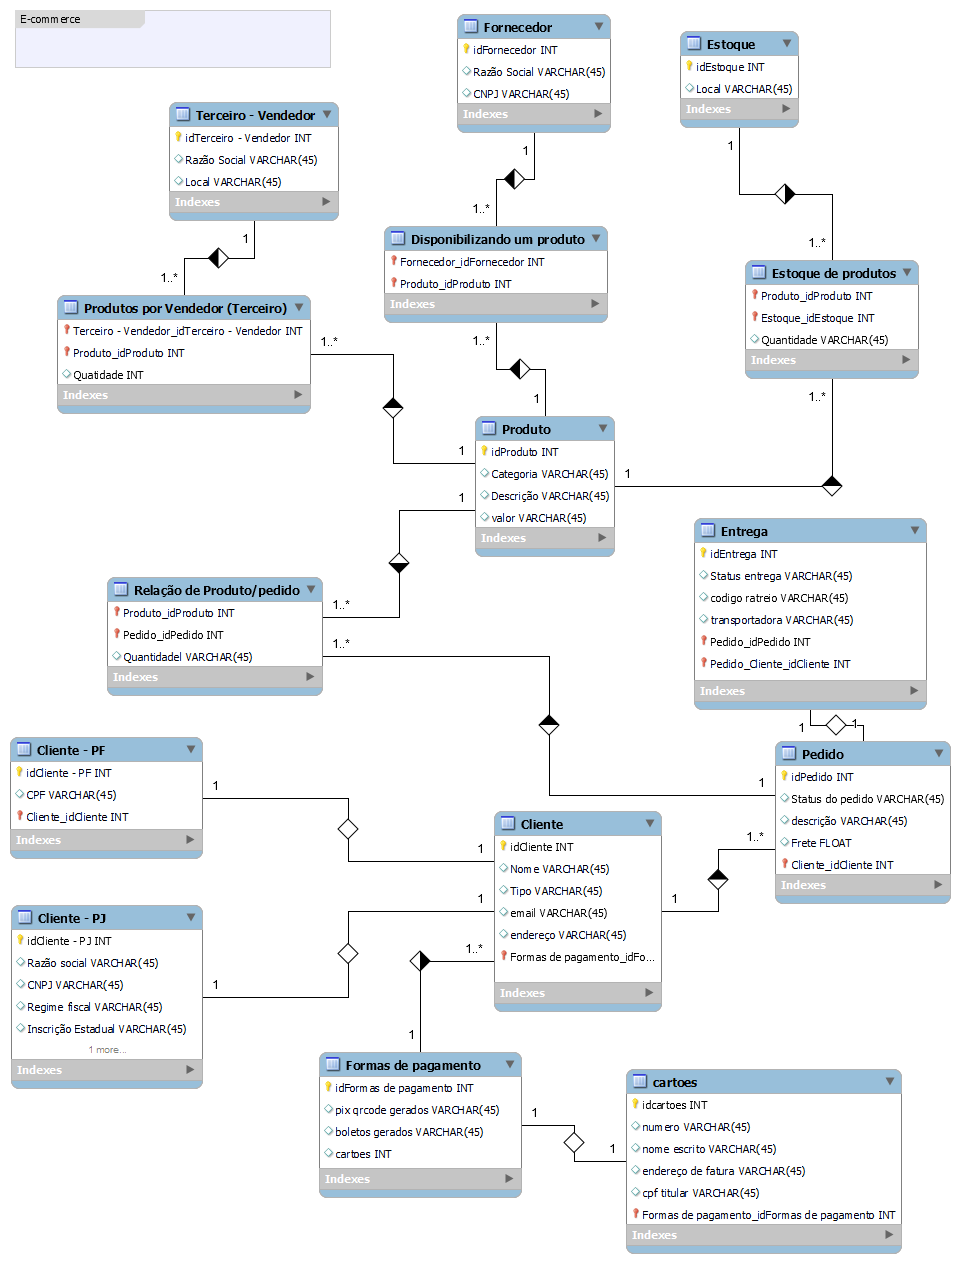 E-commerce
Fornecedor
idFornecedor INT
Razão Social VARCHAR(45)
CNPJ VARCHAR(45)
Indexes
Estoque
idEstoque INT
Local VARCHAR(45)
Indexes
Terceiro - Vendedor
idTerceiro - Vendedor INT
Razão Social VARCHAR(45)
Local VARCHAR(45)
Indexes
1
1..*
1
1..*
1
1..*
Disponibilizando um produto
Fornecedor_idFornecedor INT
Produto_idProduto INT
Indexes
Estoque de produtos
Produto_idProduto INT
Estoque_idEstoque INT
Quantidade VARCHAR(45)
Indexes
Produtos por Vendedor (Terceiro)
Terceiro - Vendedor_idTerceiro - Vendedor INT
Produto_idProduto INT
Quatidade INT
Indexes
1..*
1
1..*
1
1..*
1
Produto
idProduto INT
Categoria VARCHAR(45)
Descrição VARCHAR(45)
valor VARCHAR(45)
Indexes
1
1..*
Entrega
idEntrega INT
Status entrega VARCHAR(45)
codigo ratreio VARCHAR(45)
transportadora VARCHAR(45)
Pedido_idPedido INT
Pedido_Cliente_idCliente INT
Indexes
Relação de Produto/pedido
Produto_idProduto INT
Pedido_idPedido INT
Quantidadel VARCHAR(45)
Indexes
1..*
1
1
1
Pedido
idPedido INT
Status do pedido VARCHAR(45)
descrição VARCHAR(45)
Frete FLOAT
Cliente_idCliente INT
Indexes
Cliente - PF
idCliente - PF INT
CPF VARCHAR(45)
Cliente_idCliente INT
Indexes
1
1
Cliente
idCliente INT
Nome VARCHAR(45)
Tipo VARCHAR(45)
email VARCHAR(45)
endereço VARCHAR(45)
Formas de pagamento_idFo...
Indexes
1..*
1
Cliente - PJ
idCliente - PJ INT
Razão social VARCHAR(45)
CNPJ VARCHAR(45)
Regime fiscal VARCHAR(45)
Inscrição Estadual VARCHAR(45)
1 more...
Indexes
1
1
1..*
1
Formas de pagamento
idFormas de pagamento INT
pix qrcode gerados VARCHAR(45)
boletos gerados VARCHAR(45)
cartoes INT
Indexes
1
1
cartoes
idcartoes INT
numero VARCHAR(45)
nome escrito VARCHAR(45)
endereço de fatura VARCHAR(45)
cpf titular VARCHAR(45)
Formas de pagamento_idFormas de pagamento INT
Indexes